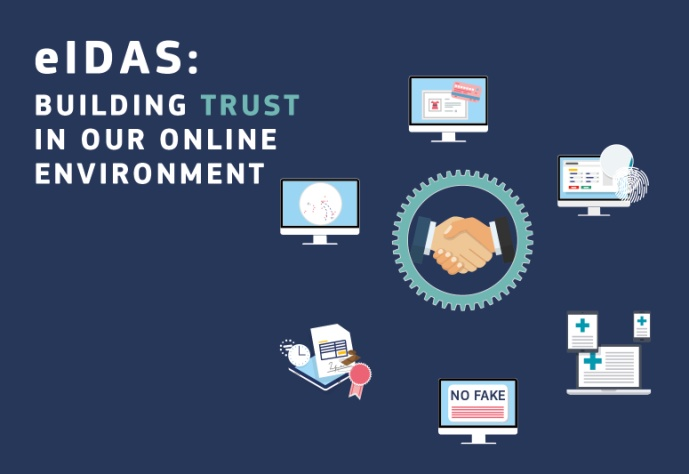 eIDAS:
BUILDING TRUST
IN OUR ONLINE
ENVIRONMENT
NO FAKE